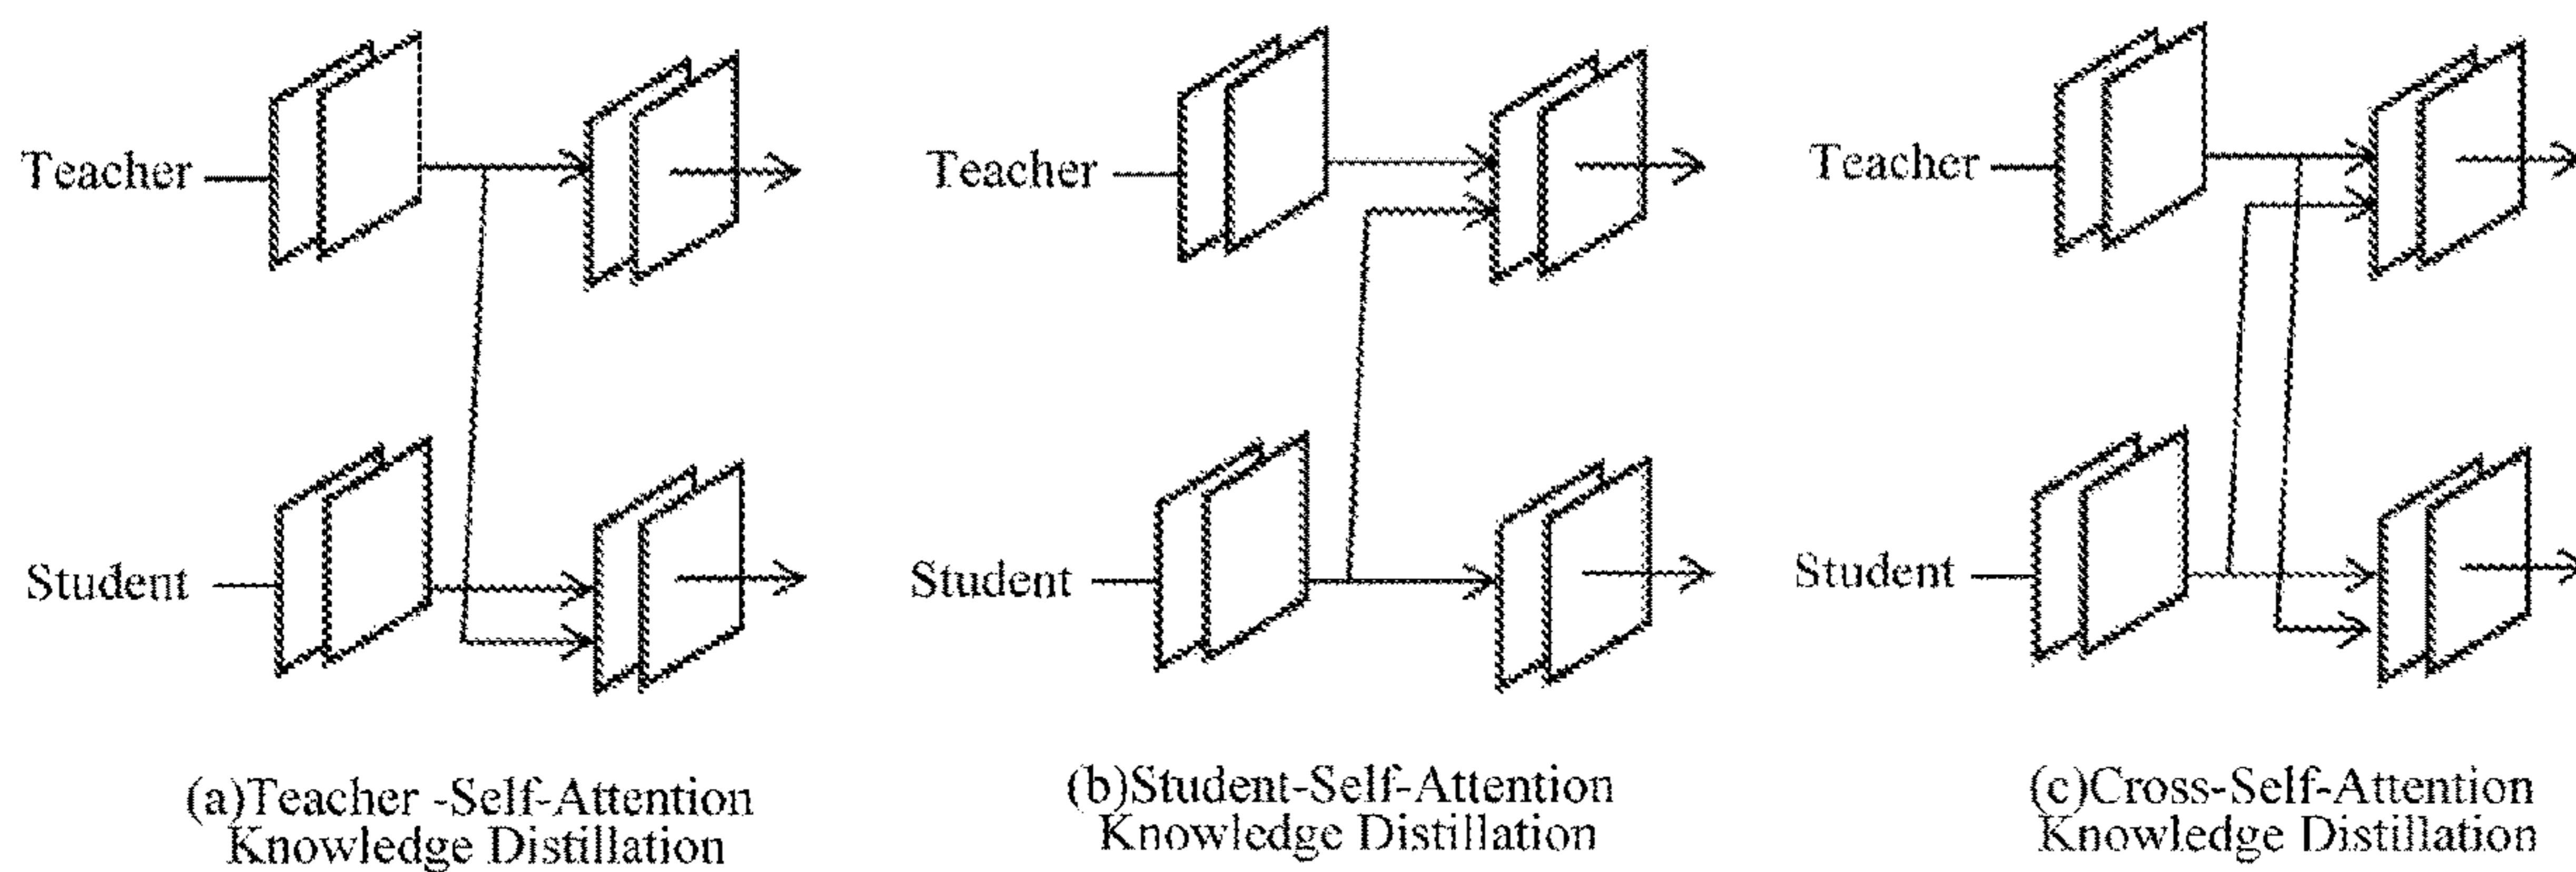 Teacher
Teacher
Teacher
Student
Student
Student
(a)Teacher -Self-Attention
Knowledge Distillation
(b)Student-Self-Attention
Knowledge Distillation
(c)Cross-Self-Attention
Knowledge Distillation